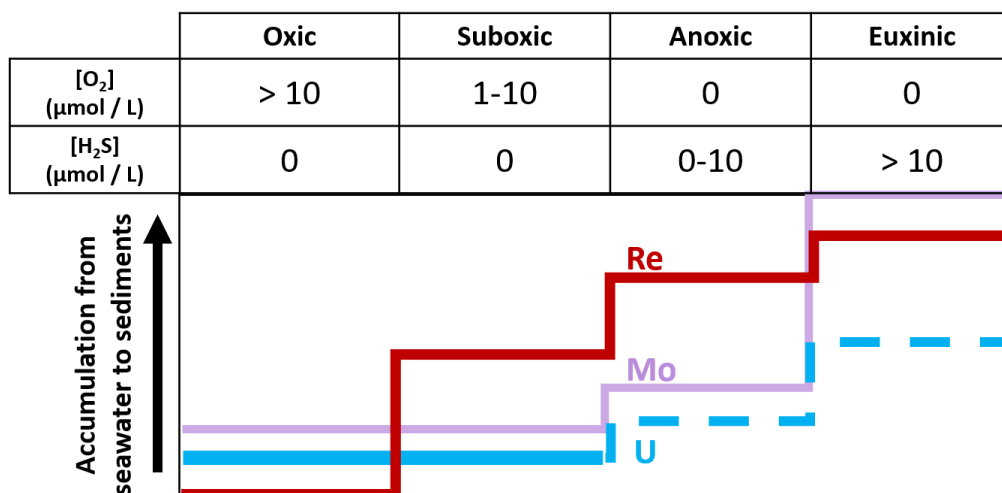 Oxic Suboxic Anoxic Euxinic
[O₂]
(μmol / L)
> 10 1-10 0 0
[H₂S]
(μmol / L)
0 0 0-10 > 10
Accumulation from
seawater to sediments
Re
Mo
U